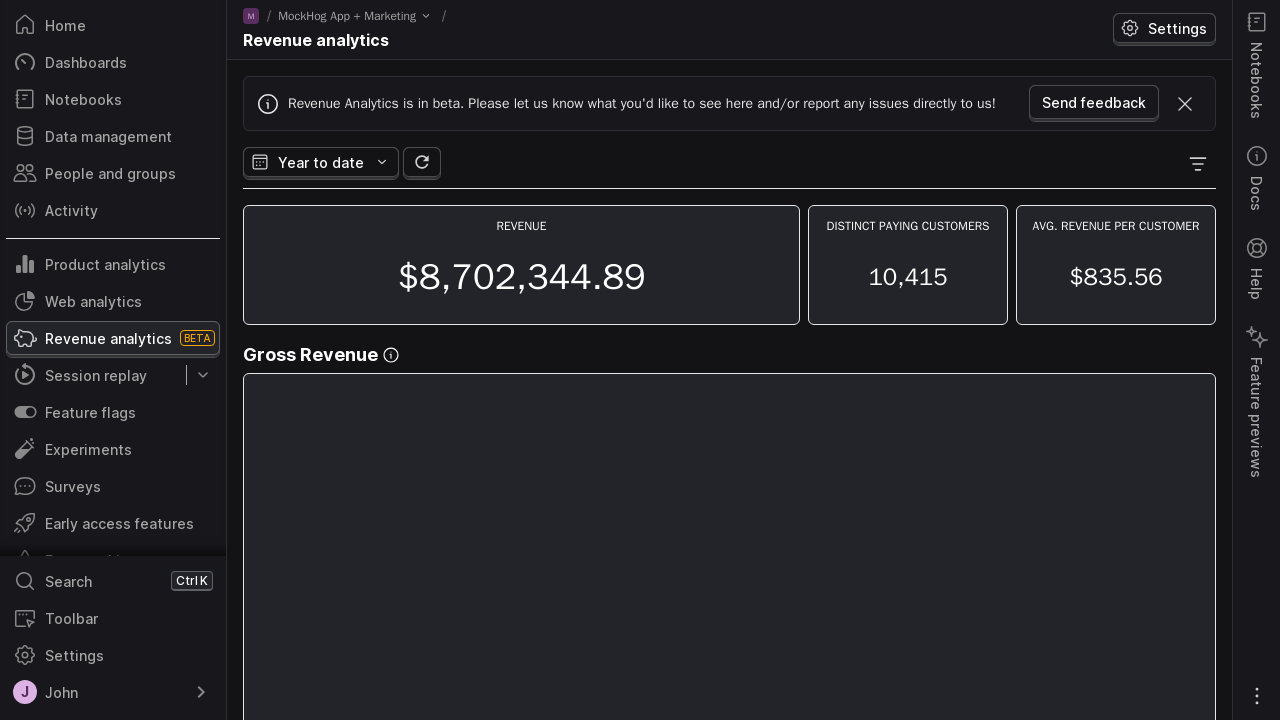 Home
Dashboards
Notebooks
Data management
People and groups
Activity
Product analytics
Web analytics
Revenue analytics BETA
Session replay
Feature flags
Experiments
Surveys
Early access features
Search Ctrl K
Toolbar
Settings
J John
M / MockHog App + Marketing /
Revenue analytics
Settings
Revenue Analytics is in beta. Please let us know what you'd like to see here and/or report any issues directly to us!
Send feedback
Year to date
REVENUE
$8,702,344.89
DISTINCT PAYING CUSTOMERS
10,415
AVG. REVENUE PER CUSTOMER
$835.56
Gross Revenue
Notebooks
Docs
Help
Feature previews